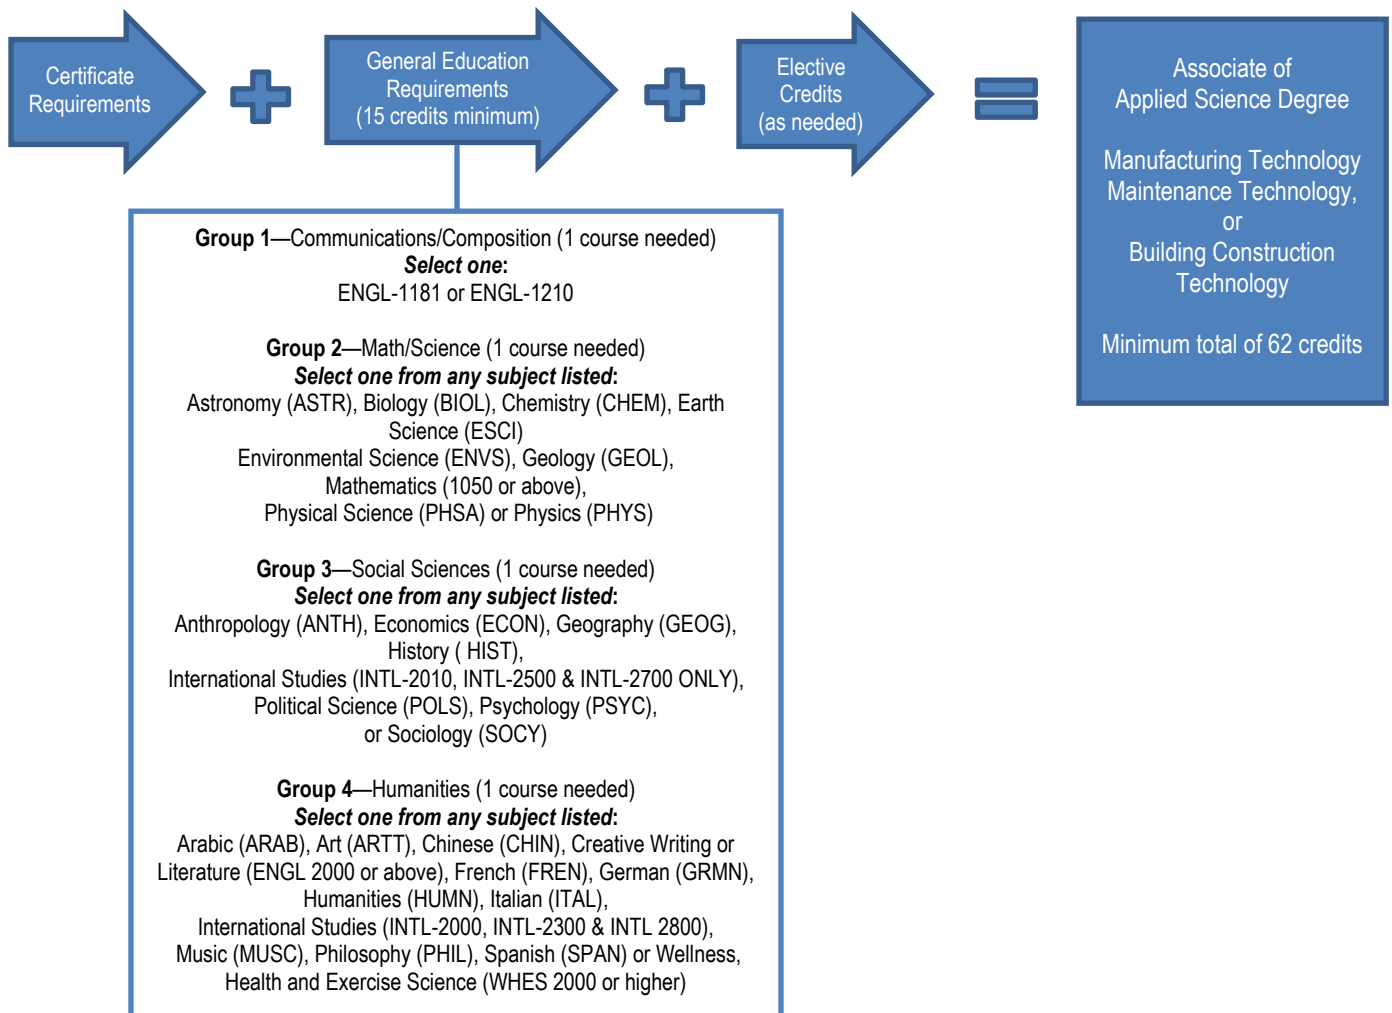 Certificate
Requirements
General Education
Requirements
(15 credits minimum)
Elective
Credits
(as needed)
Associate of
Applied Science Degree
Manufacturing Technology
Maintenance Technology,
or
Building Construction
Technology
Minimum total of 62 credits
Group 1—Communications/Composition (1 course needed)
Select one:
ENGL-1181 or ENGL-1210
Group 2—Math/Science (1 course needed)
Select one from any subject listed:
Astronomy (ASTR), Biology (BIOL), Chemistry (CHEM), Earth
Science (ESCI)
Environmental Science (ENVS), Geology (GEOL),
Mathematics (1050 or above),
Physical Science (PHSA) or Physics (PHYS)
Group 3—Social Sciences (1 course needed)
Select one from any subject listed:
Anthropology (ANTH), Economics (ECON), Geography (GEOG),
History ( HIST),
International Studies (INTL-2010, INTL-2500 & INTL-2700 ONLY),
Political Science (POLS), Psychology (PSYC),
or Sociology (SOCY)
Group 4—Humanities (1 course needed)
Select one from any subject listed:
Arabic (ARAB), Art (ARTT), Chinese (CHIN), Creative Writing or
Literature (ENGL 2000 or above), French (FREN), German (GRMN),
Humanities (HUMN), Italian (ITAL),
International Studies (INTL-2000, INTL-2300 & INTL 2800),
Music (MUSC), Philosophy (PHIL), Spanish (SPAN) or Wellness,
Health and Exercise Science (WHES 2000 or higher)